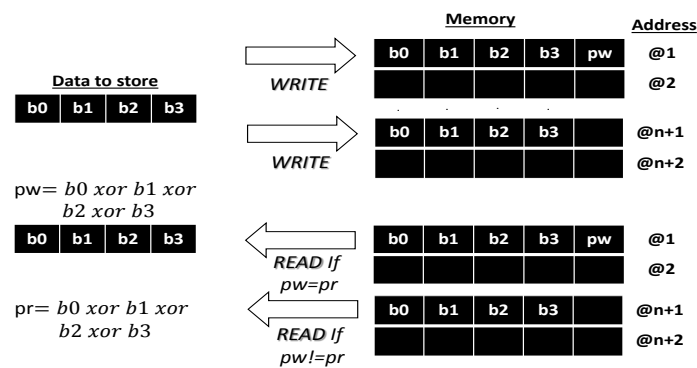 Memory Address
b0 b1 b2 b3 pw @1
WRITE @2
Data to store
b0 b1 b2 b3
b0 b1 b2 b3 @n+1
WRITE @n+2
pw= b0 xor b1 xor
b2 xor b3
b0 b1 b2 b3
b0 b1 b2 b3 pw @1
READ If @2
pw=pr
pr= b0 xor b1 xor
b2 xor b3
b0 b1 b2 b3 @n+1
READ If @n+2
pw!=pr